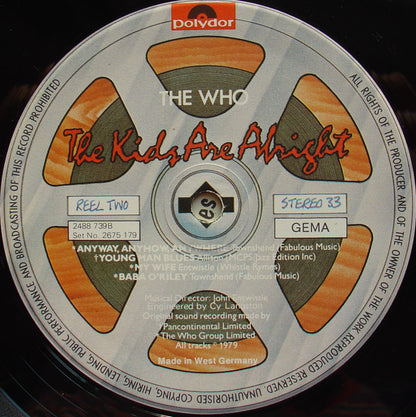 Polydor
THE WHO
The Kids Are Alright
REEL TWO
STEREO 33
2488 739B
Set No. 2675 179
GEMA
es
*ANYWAY, ANYHOW, ANYWHERE Townshend (Fabulous Music)
†YOUNG MAN BLUES Allison (MCPS/Jazz Edition Inc)
*MY WIFE Entwistle (Whistle Rymes)
*BABA O'RILEY Townshend (Fabulous Music)
Musical Director: John Entwistle
Engineered by Cy Langston
Original sound recording made by
Pancontinental Limited
The Who Group Limited
All tracks ℗ 1979
Made in West Germany
ALL RIGHTS OF THE PRODUCER AND OF THE OWNER OF THE WORK REPRODUCED RESERVED UNAUTHORISED COPYING, HIRING, LENDING, PUBLIC PERFORMANCE AND BROADCASTING OF THIS RECORD PROHIBITED